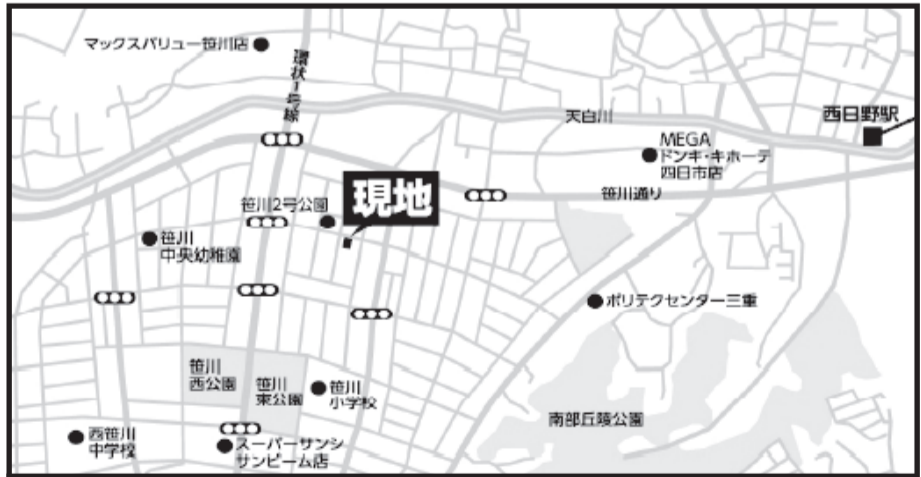 マックスバリュー笹川店
環状1号線
天白川
西日野駅
MEGA
ドンキ・キホーテ
四日市店
笹川通り
笹川2号公園
現地
笹川
中央幼稚園
ポリテクセンター三重
笹川
西公園
笹川
東公園
笹川
小学校
南部丘陵公園
西笹川
中学校
スーパーサンシ
サンビーム店